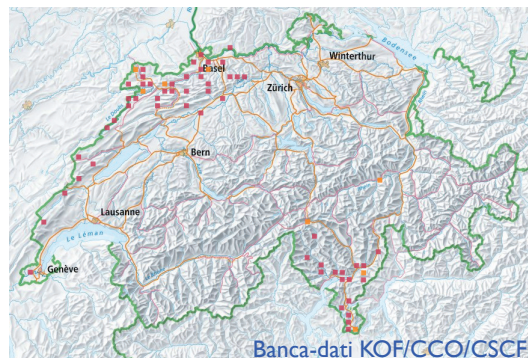 Bodensee
Basel
Winterthur
Zürich
Bern
Lausanne
Le Léman
Genève
Banca-dati KOF/CCO/CSCF